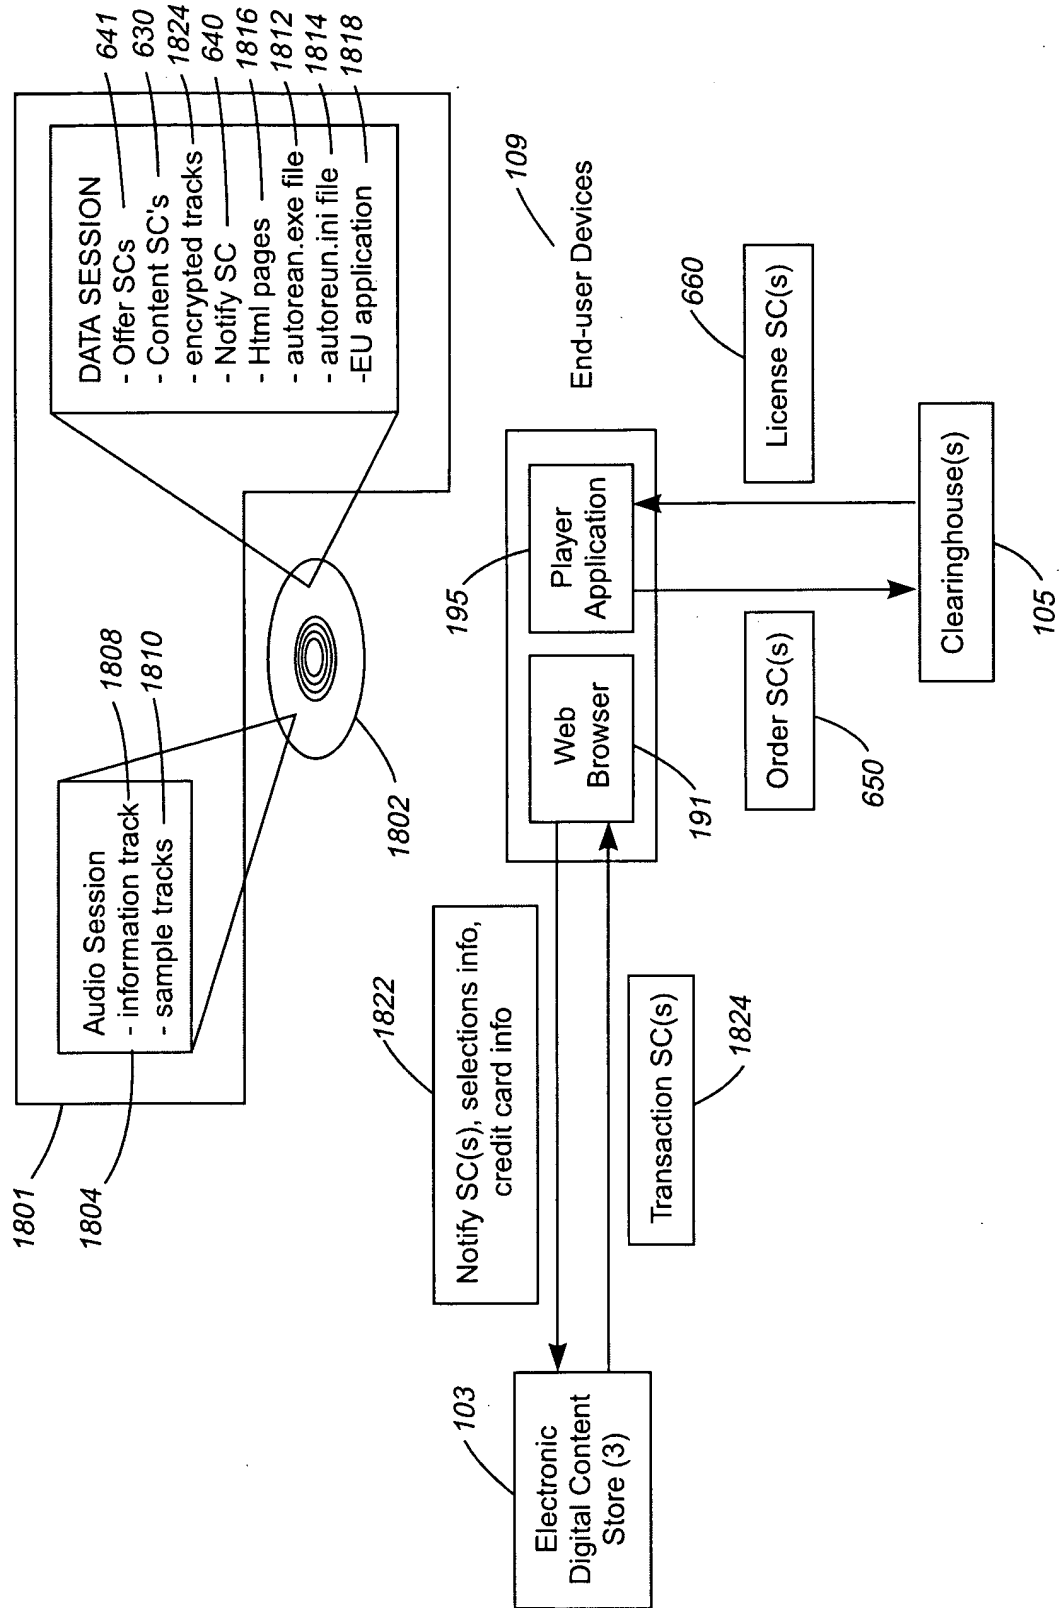 1801
1804
Audio Session
- information track
- sample tracks
1808
1810
1802
DATA SESSION
- Offer SCs
- Content SC's
- encrypted tracks
- Notify SC
- Html pages
- autorean.exe file
- autoreun.ini file
-EU application
641
630
1824
640
1816
1812
1814
1818
1822
Notify SC(s), selections info,
credit card info
103
Electronic
Digital Content
Store (3)
Transaction SC(s)
1824
Web
Browser
191
195
Player
Application
109
End-user Devices
Order SC(s)
650
660
License SC(s)
Clearinghouse(s)
105